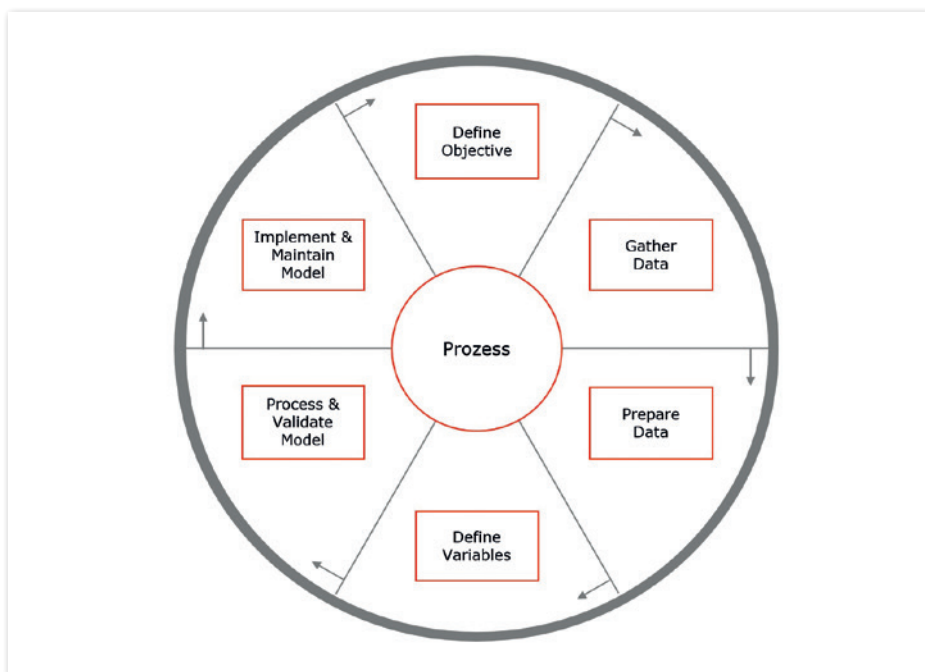 Define
Objective
Gather
Data
Prepare
Data
Define
Variables
Process &
Validate
Model
Implement &
Maintain
Model
Prozess